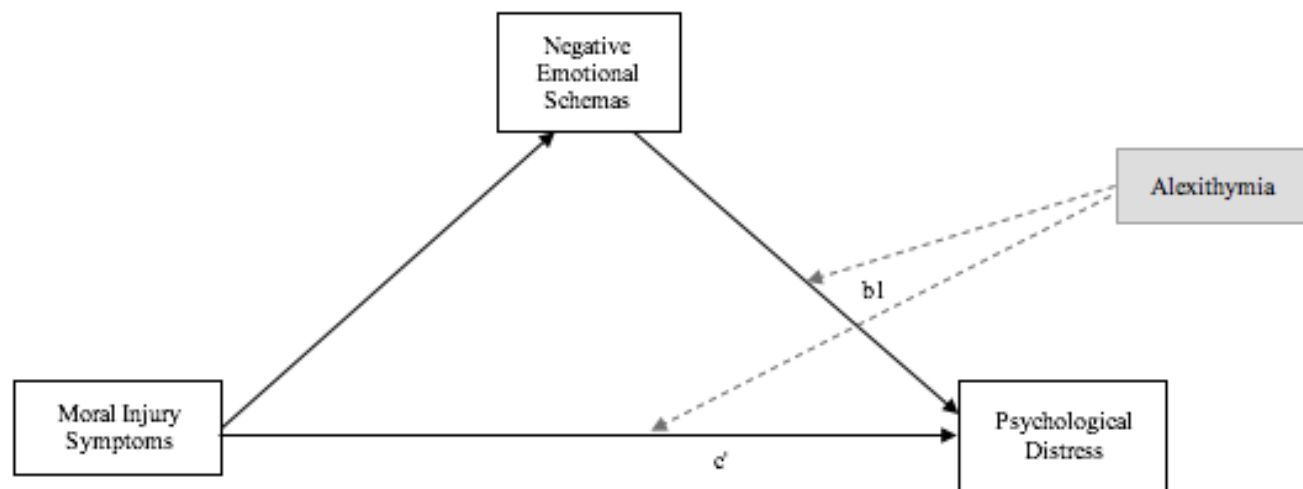 Negative
Emotional
Schemas
Alexithymia
b1
Moral Injury
Symptoms
c'
Psychological
Distress